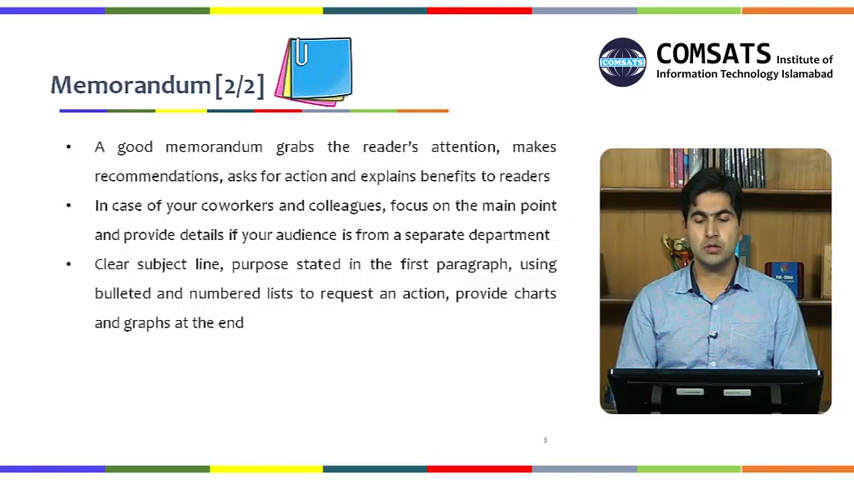 COMSATS Institute of
Information Technology Islamabad
COMSATS
Memorandum [2/2]
• A good memorandum grabs the reader's attention, makes
recommendations, asks for action and explains benefits to readers
• In case of your coworkers and colleagues, focus on the main point
and provide details if your audience is from a separate department
• Clear subject line, purpose stated in the first paragraph, using
bulleted and numbered lists to request an action, provide charts
and graphs at the end
3